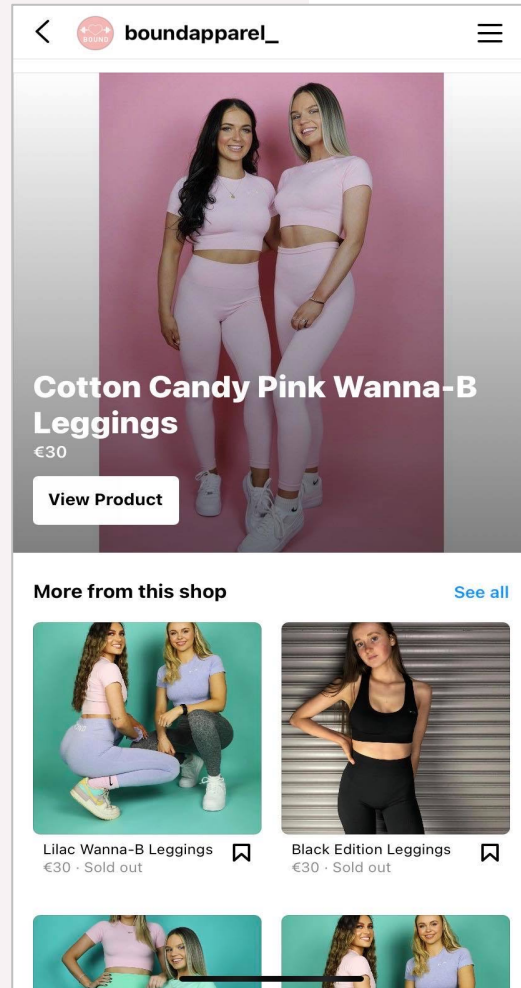 BOUND
boundapparel_
Cotton Candy Pink Wanna-B
Leggings
€30
View Product
More from this shop
See all
Lilac Wanna-B Leggings
€30 · Sold out
Black Edition Leggings
€30 · Sold out